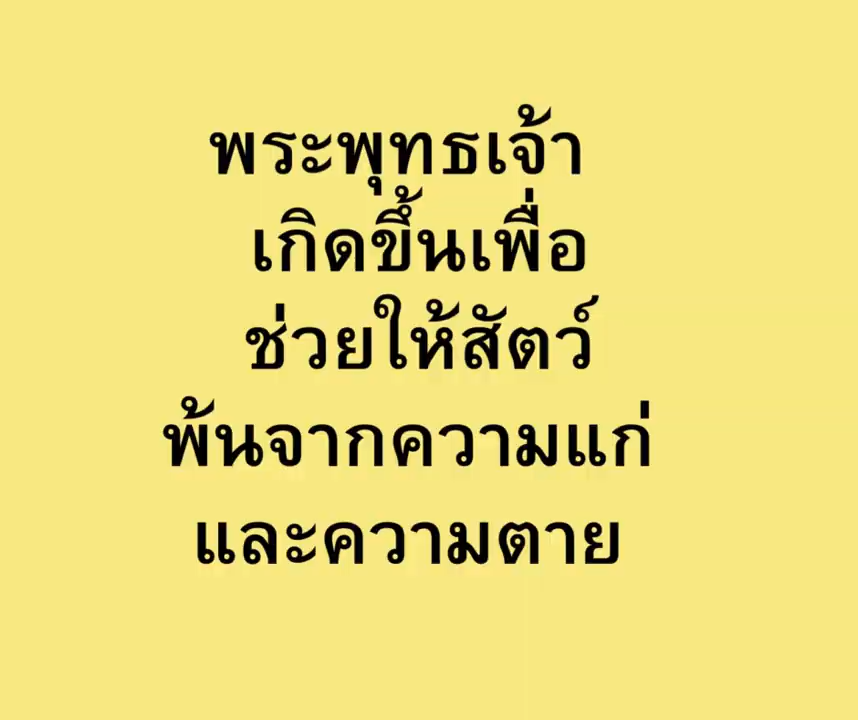 พระพุทธเจ้า
เกิดขึ้นเพื่อ
ช่วยให้สัตว์
พ้นจากความแก่
และความตาย